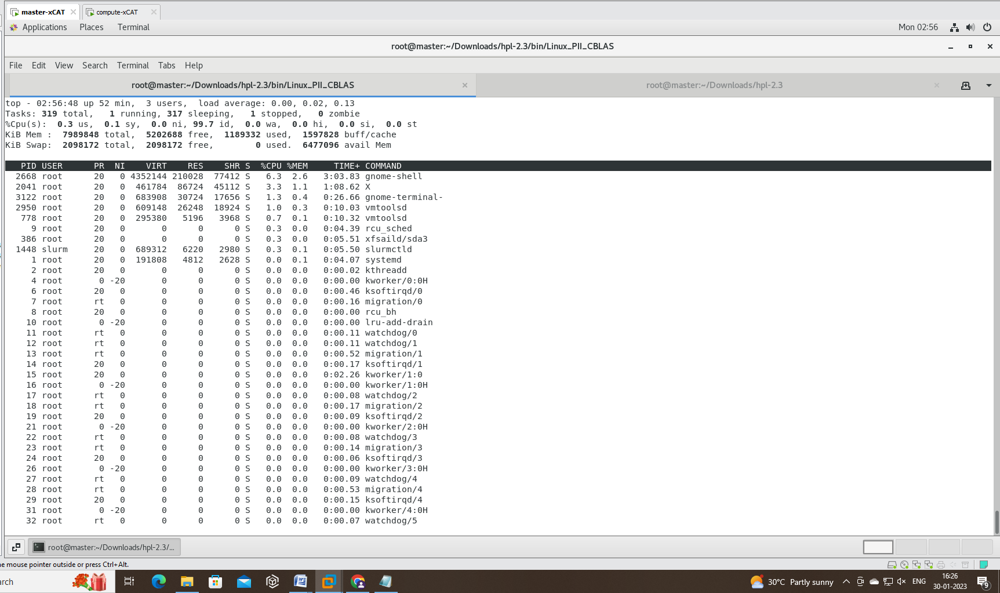 master-xCAT
compute-xCAT
Applications Places Terminal Mon 02:56
root@master:~/Downloads/hpl-2.3/bin/Linux_PII_CBLAS
File Edit View Search Terminal Tabs Help
root@master:~/Downloads/hpl-2.3/bin/Linux_PII_CBLAS root@master:~/Downloads/hpl-2.3
top - 02:56:48 up 52 min,  3 users,  load average: 0.00, 0.02, 0.13
Tasks: 319 total,   1 running, 317 sleeping,   1 stopped,   0 zombie
%Cpu(s):  0.3 us,  0.1 sy,  0.0 ni, 99.7 id,  0.0 wa,  0.0 hi,  0.0 si,  0.0 st
KiB Mem :  7989848 total,  5202688 free,  1189332 used,  1597828 buff/cache
KiB Swap:  2098172 total,  2098172 free,        0 used.  6477096 avail Mem
PID USER PR NI VIRT RES SHR S %CPU %MEM TIME+ COMMAND
2668 root 20 0 4352144 210028 77412 S 6.3 2.6 3:03.83 gnome-shell
2041 root 20 0 461784 86724 45112 S 3.3 1.1 1:08.62 X
3122 root 20 0 683908 30724 17656 S 1.3 0.4 0:26.66 gnome-terminal-
2950 root 20 0 609148 26248 18924 S 1.0 0.3 0:10.03 vmtoolsd
778 root 20 0 295380 5196 3968 S 0.7 0.1 0:10.32 vmtoolsd
9 root 20 0 0 0 0 S 0.3 0.0 0:04.39 rcu_sched
386 root 20 0 0 0 0 S 0.3 0.0 0:05.51 xfsaild/sda3
1448 slurm 20 0 689312 6220 2980 S 0.3 0.1 0:05.50 slurmctld
1 root 20 0 191808 4812 2628 S 0.0 0.1 0:04.07 systemd
2 root 20 0 0 0 0 S 0.0 0.0 0:00.02 kthreadd
4 root 0 -20 0 0 0 S 0.0 0.0 0:00.00 kworker/0:0H
6 root 20 0 0 0 0 S 0.0 0.0 0:00.46 ksoftirqd/0
7 root rt 0 0 0 0 S 0.0 0.0 0:00.16 migration/0
8 root 20 0 0 0 0 S 0.0 0.0 0:00.00 rcu_bh
10 root 0 -20 0 0 0 S 0.0 0.0 0:00.00 lru-add-drain
11 root rt 0 0 0 0 S 0.0 0.0 0:00.11 watchdog/0
12 root rt 0 0 0 0 S 0.0 0.0 0:00.11 watchdog/1
13 root rt 0 0 0 0 S 0.0 0.0 0:00.52 migration/1
14 root 20 0 0 0 0 S 0.0 0.0 0:00.17 ksoftirqd/1
15 root 20 0 0 0 0 S 0.0 0.0 0:02.26 kworker/1:0
16 root 0 -20 0 0 0 S 0.0 0.0 0:00.00 kworker/1:0H
17 root rt 0 0 0 0 S 0.0 0.0 0:00.08 watchdog/2
18 root rt 0 0 0 0 S 0.0 0.0 0:00.17 migration/2
19 root 20 0 0 0 0 S 0.0 0.0 0:00.09 ksoftirqd/2
21 root 0 -20 0 0 0 S 0.0 0.0 0:00.00 kworker/2:0H
22 root rt 0 0 0 0 S 0.0 0.0 0:00.08 watchdog/3
23 root rt 0 0 0 0 S 0.0 0.0 0:00.14 migration/3
24 root 20 0 0 0 0 S 0.0 0.0 0:00.06 ksoftirqd/3
26 root 0 -20 0 0 0 S 0.0 0.0 0:00.00 kworker/3:0H
27 root rt 0 0 0 0 S 0.0 0.0 0:00.09 watchdog/4
28 root rt 0 0 0 0 S 0.0 0.0 0:00.53 migration/4
29 root 20 0 0 0 0 S 0.0 0.0 0:00.15 ksoftirqd/4
31 root 0 -20 0 0 0 S 0.0 0.0 0:00.00 kworker/4:0H
32 root rt 0 0 0 0 S 0.0 0.0 0:00.07 watchdog/5
root@master:~/Downloads/hpl-2.3/...
e mouse pointer outside or press Ctrl+Alt.
arch 30°C Partly sunny ENG 16:26
30-01-2023
9